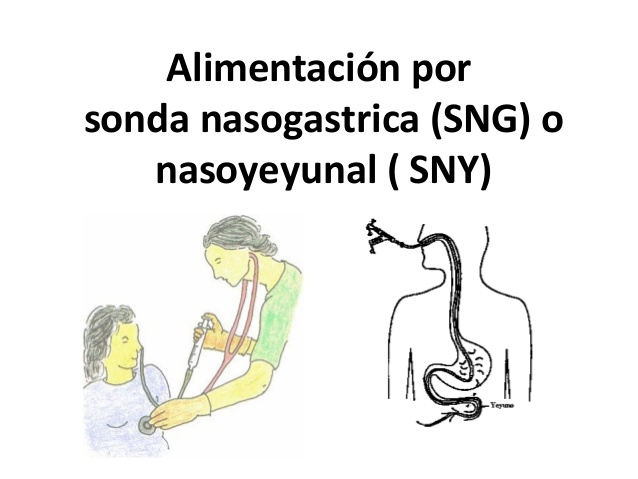 Alimentación por
sonda nasogastrica (SNG) o
nasoyeyunal ( SNY)
Yeyuno